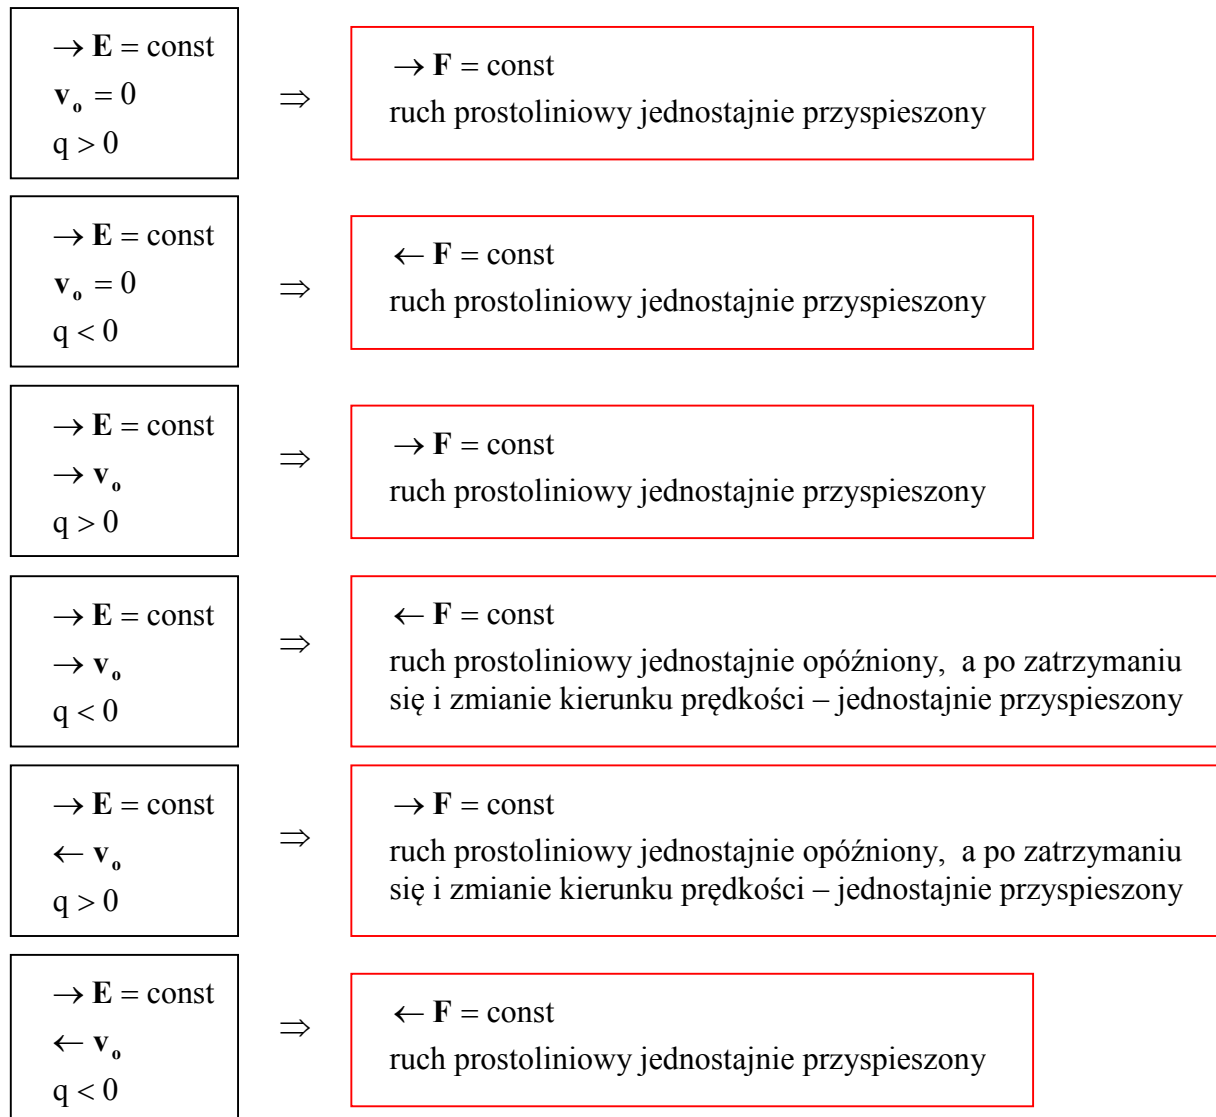 → E = const
v₀ = 0
q > 0
⇒
→ F = const
ruch prostoliniowy jednostajnie przyspieszony
→ E = const
v₀ = 0
q < 0
⇒
← F = const
ruch prostoliniowy jednostajnie przyspieszony
→ E = const
→ v₀
q > 0
⇒
→ F = const
ruch prostoliniowy jednostajnie przyspieszony
→ E = const
→ v₀
q < 0
⇒
← F = const
ruch prostoliniowy jednostajnie opóźniony, a po zatrzymaniu
się i zmianie kierunku prędkości – jednostajnie przyspieszony
→ E = const
← v₀
q > 0
⇒
→ F = const
ruch prostoliniowy jednostajnie opóźniony, a po zatrzymaniu
się i zmianie kierunku prędkości – jednostajnie przyspieszony
→ E = const
← v₀
q < 0
⇒
← F = const
ruch prostoliniowy jednostajnie przyspieszony